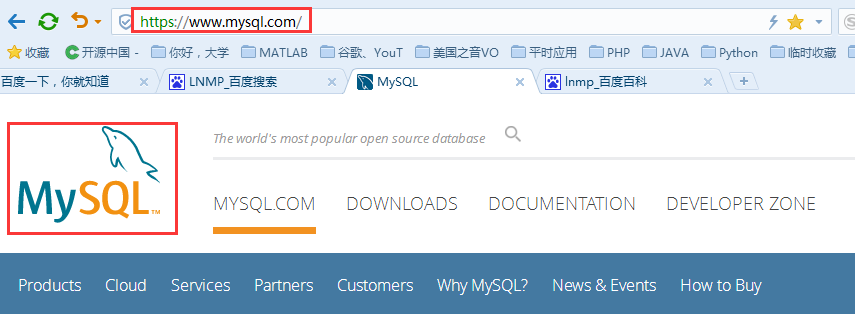 https://www.mysql.com/
收藏 开源中国 - 你好，大学 MATLAB 谷歌、YouT 美国之音VO 平时应用 PHP JAVA Python 临时收藏
百度一下，你就知道 LNMP_百度搜索 MySQL lnmp_百度百科
The world's most popular open source database
MySQL™
MYSQL.COM DOWNLOADS DOCUMENTATION DEVELOPER ZONE
Products Cloud Services Partners Customers Why MySQL? News & Events How to Buy